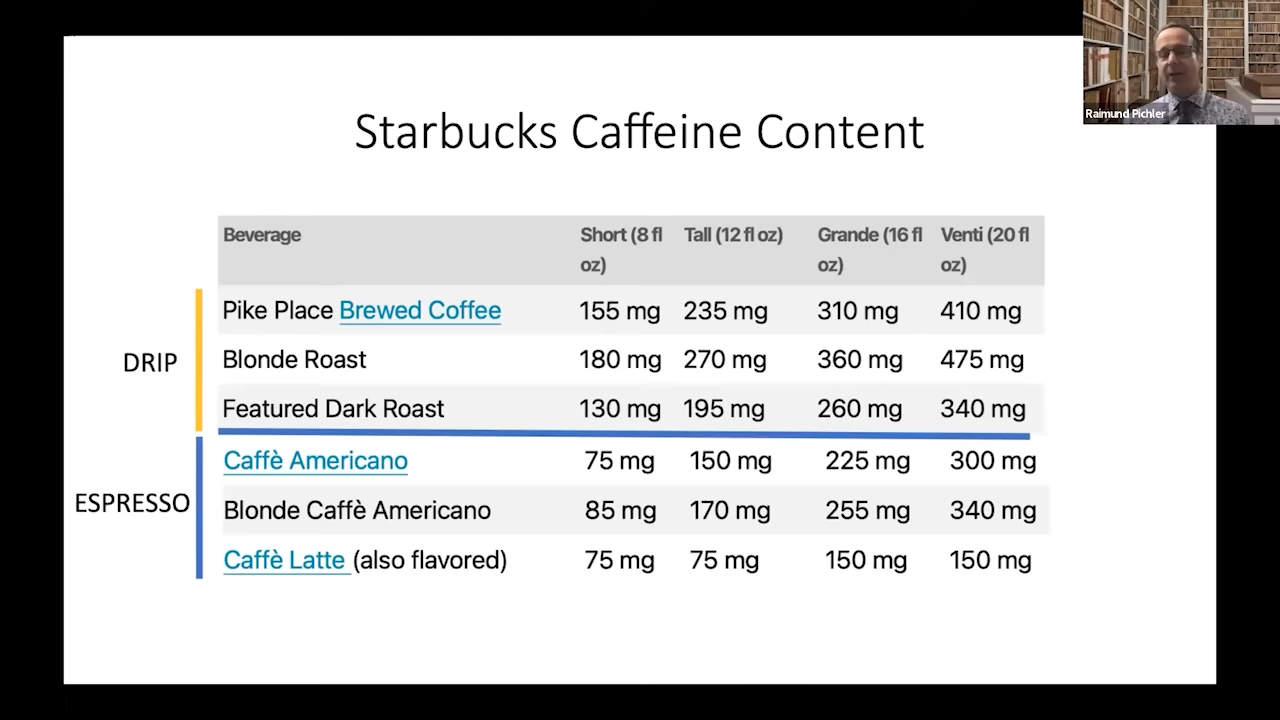 Raimund Pichler
Starbucks Caffeine Content
Beverage Short (8 fl oz) Tall (12 fl oz) Grande (16 fl oz) Venti (20 fl oz)
DRIP
Pike Place Brewed Coffee 155 mg 235 mg 310 mg 410 mg
Blonde Roast 180 mg 270 mg 360 mg 475 mg
Featured Dark Roast 130 mg 195 mg 260 mg 340 mg
ESPRESSO
Caffè Americano 75 mg 150 mg 225 mg 300 mg
Blonde Caffè Americano 85 mg 170 mg 255 mg 340 mg
Caffè Latte (also flavored) 75 mg 75 mg 150 mg 150 mg